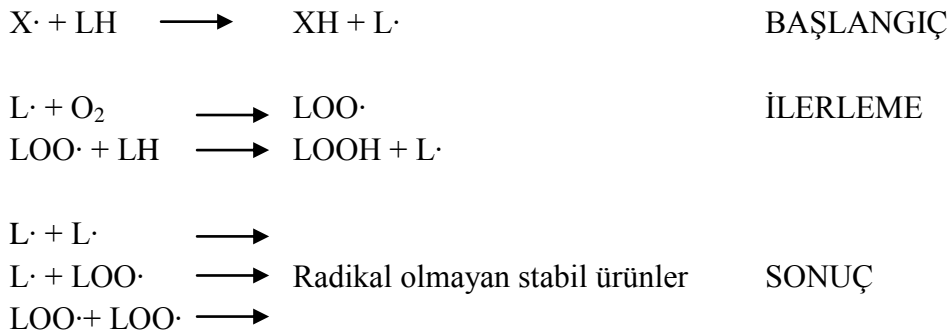 X· + LH ⟶ XH + L· BAŞLANGIÇ
L· + O₂ ⟶ LOO· İLERLEME
LOO· + LH ⟶ LOOH + L·
L· + L· ⟶
L· + LOO· ⟶ Radikal olmayan stabil ürünler SONUÇ
LOO·+ LOO· ⟶